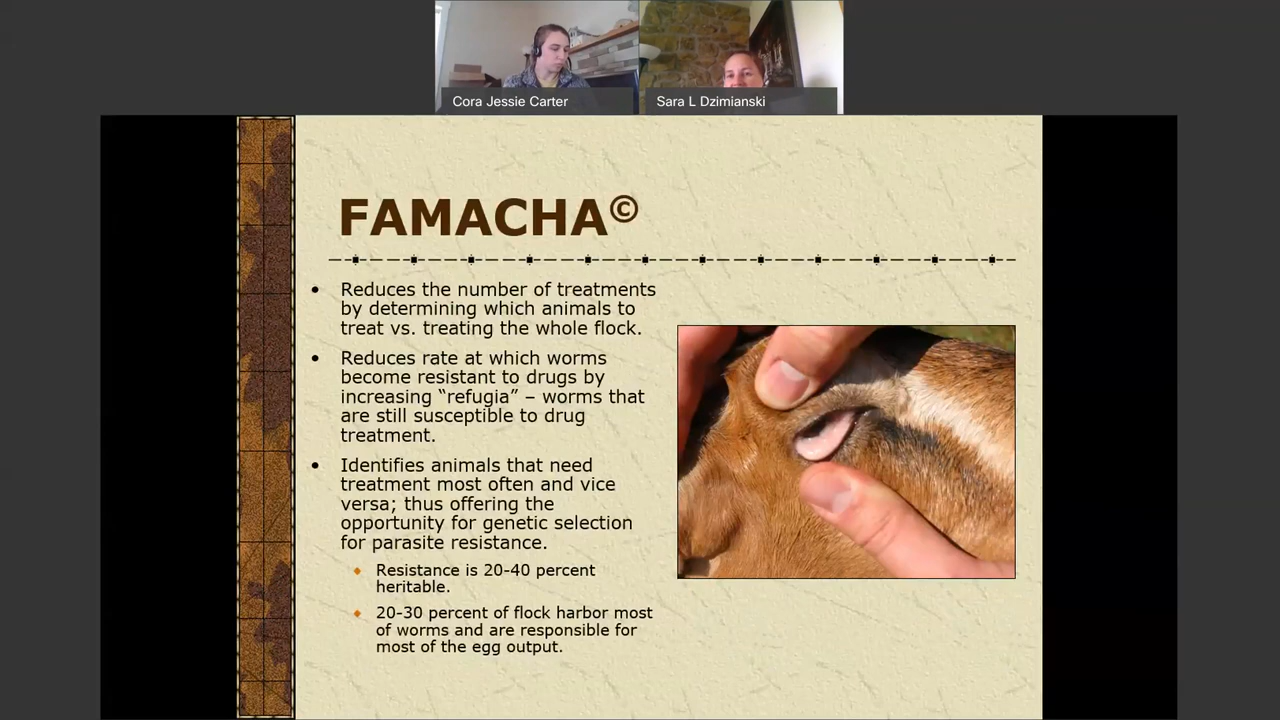 Cora Jessie Carter
Sara L Dzimianski
FAMACHA©
• Reduces the number of treatments
by determining which animals to
treat vs. treating the whole flock.
• Reduces rate at which worms
become resistant to drugs by
increasing “refugia” – worms that
are still susceptible to drug
treatment.
• Identifies animals that need
treatment most often and vice
versa; thus offering the
opportunity for genetic selection
for parasite resistance.
Resistance is 20-40 percent
heritable.
20-30 percent of flock harbor most
of worms and are responsible for
most of the egg output.